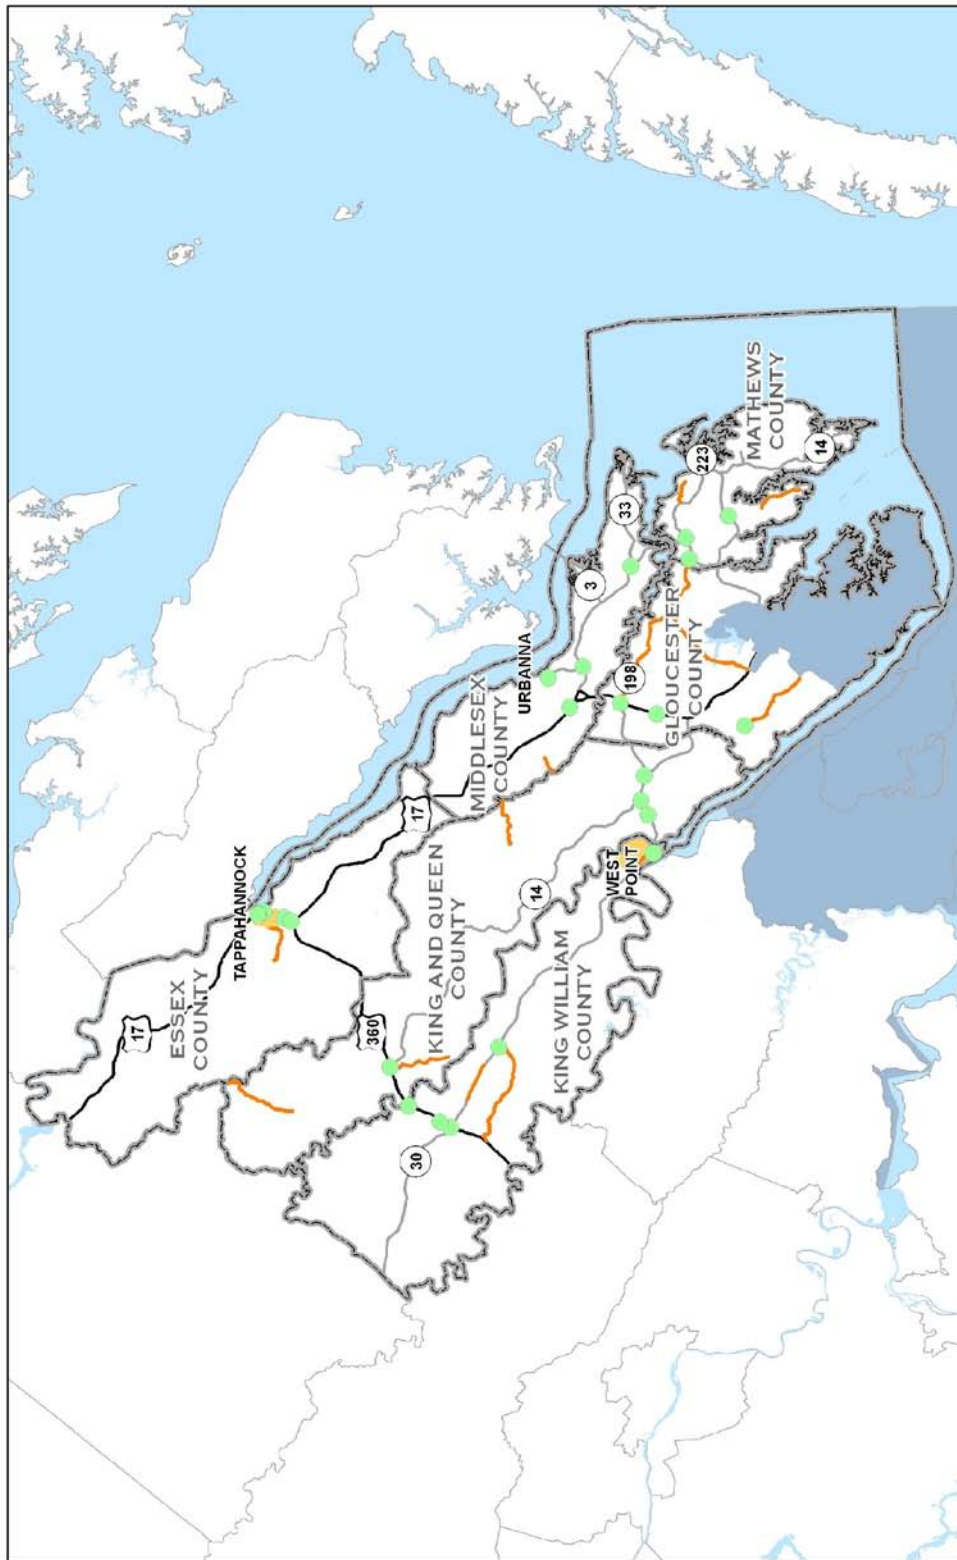 17
ESSEX
COUNTY
TAPPAHANNOCK
360
17
30
KING AND QUEEN
COUNTY
MIDDLESEX
COUNTY
URBANNA
3
33
14
KING WILLIAM
COUNTY
WEST
POINT
198
GLOUCESTER
COUNTY
223
MATHEWS
COUNTY
14